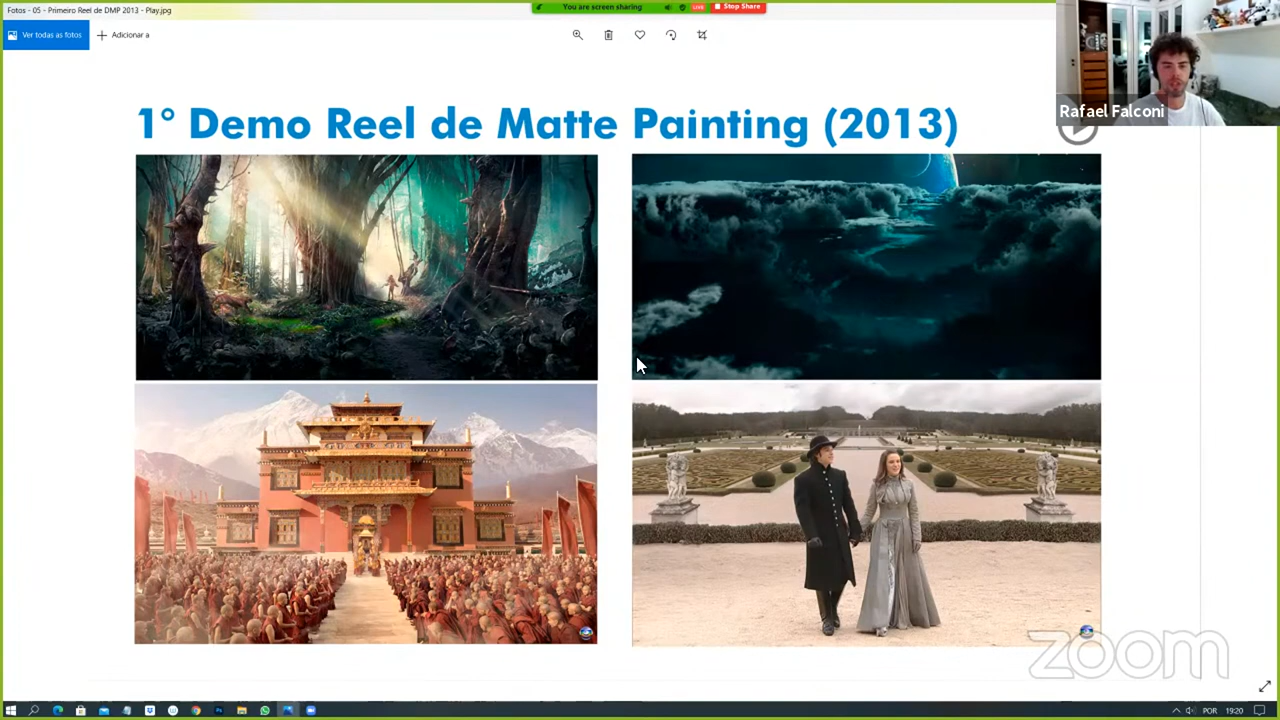 Fotos - 05 - Primeiro Reel de DMP 2013 - Play.jpg
You are screen sharing
LIVE
Stop Share
Ver todas as fotos
Adicionar a
Rafael Falconi
1° Demo Reel de Matte Painting (2013)
zoom
POR
19:20